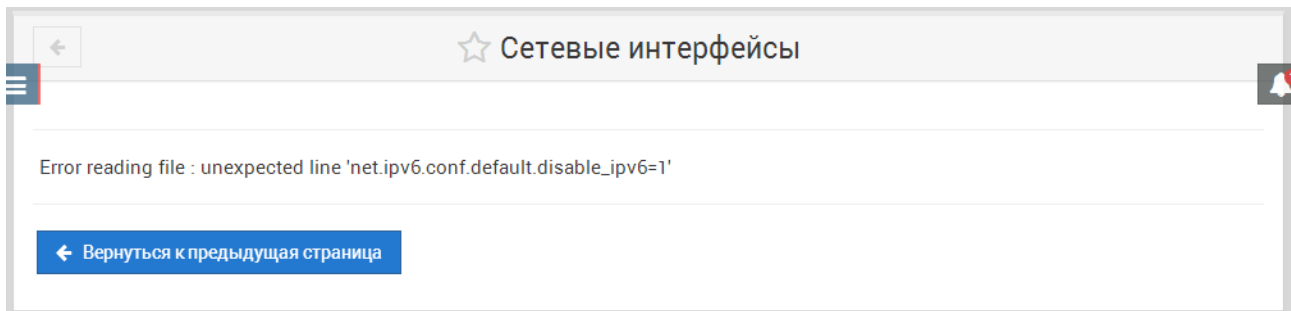 Сетевые интерфейсы
Error reading file : unexpected line 'net.ipv6.conf.default.disable_ipv6=1'
Вернуться к предыдущая страница